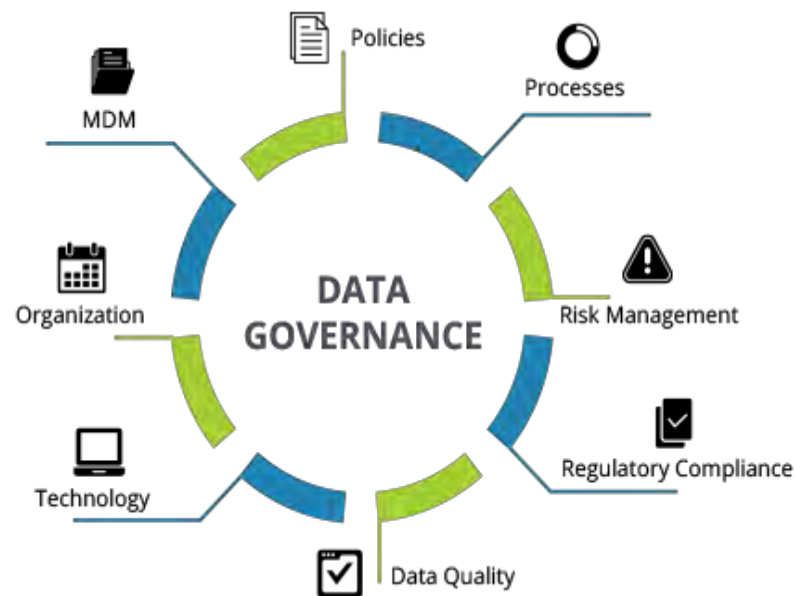 Policies
Processes
MDM
DATA
GOVERNANCE
Organization
Risk Management
Technology
Regulatory Compliance
Data Quality